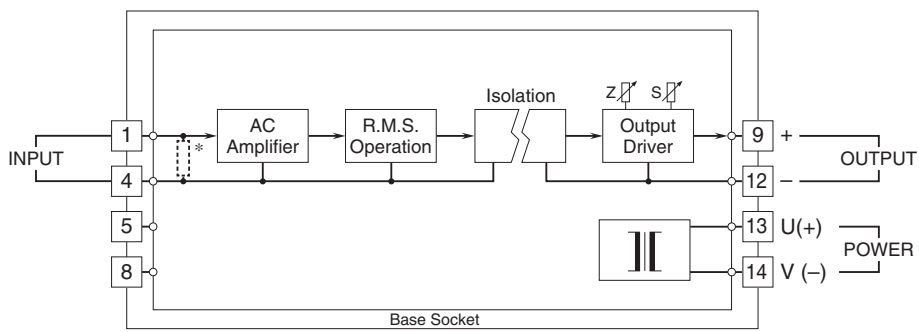 Isolation
Z S
AC
Amplifier
R.M.S.
Operation
Output
Driver
*
INPUT
1
4
5
8
9 +
12 –
OUTPUT
13 U(+)
14 V (–)
POWER
Base Socket